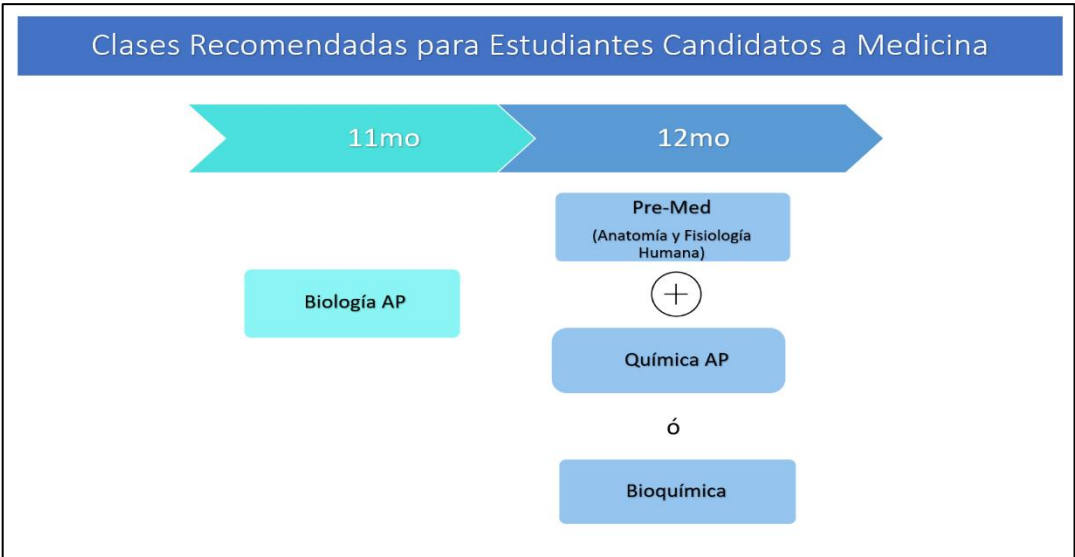 Clases Recomendadas para Estudiantes Candidatos a Medicina
11mo
12mo
Biología AP
Pre-Med
(Anatomía y Fisiología
Humana)
+
Química AP
ó
Bioquímica